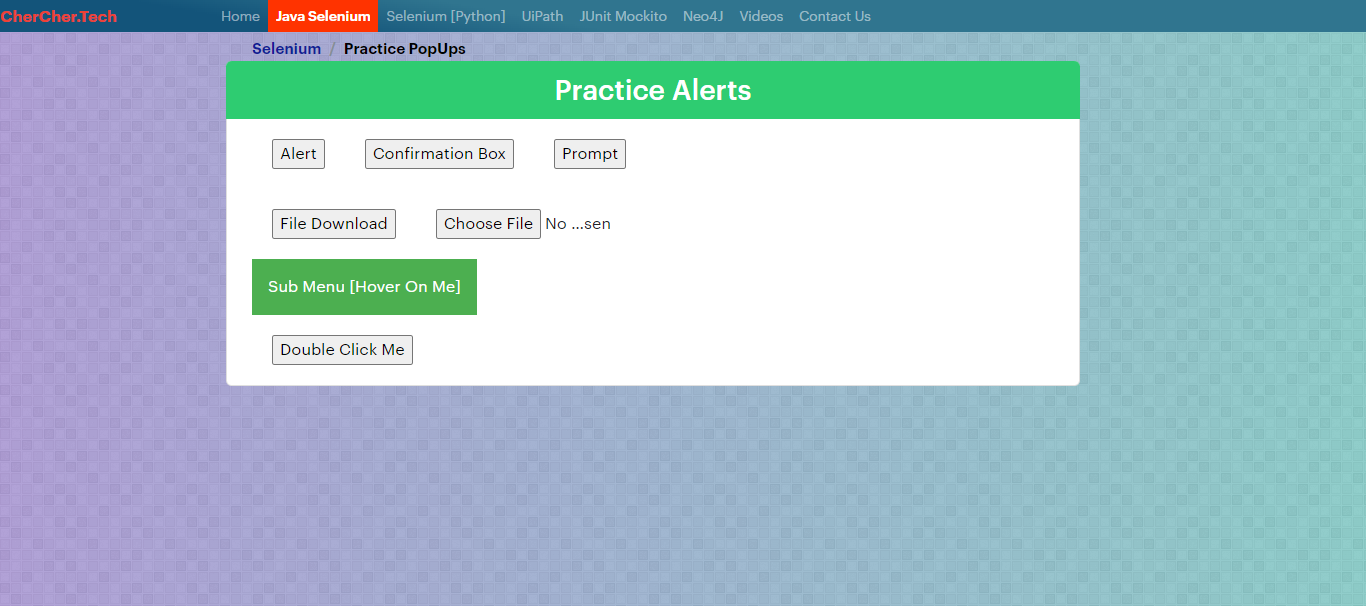 CherCher.Tech Home Java Selenium Selenium [Python] UiPath JUnit Mockito Neo4J Videos Contact Us
Selenium / Practice PopUps
Practice Alerts
Alert Confirmation Box Prompt
File Download Choose File No ...sen
Sub Menu [Hover On Me]
Double Click Me